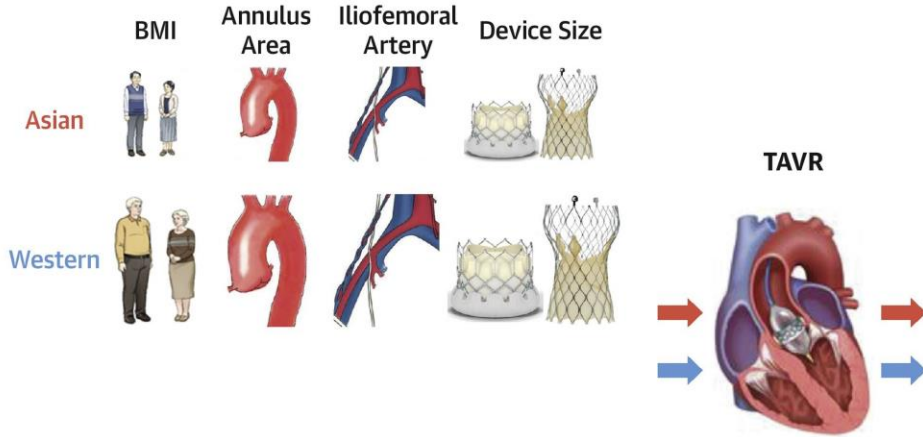 BMI
Annulus
Area
Iliofemoral
Artery
Device Size
Asian
TAVR
Western